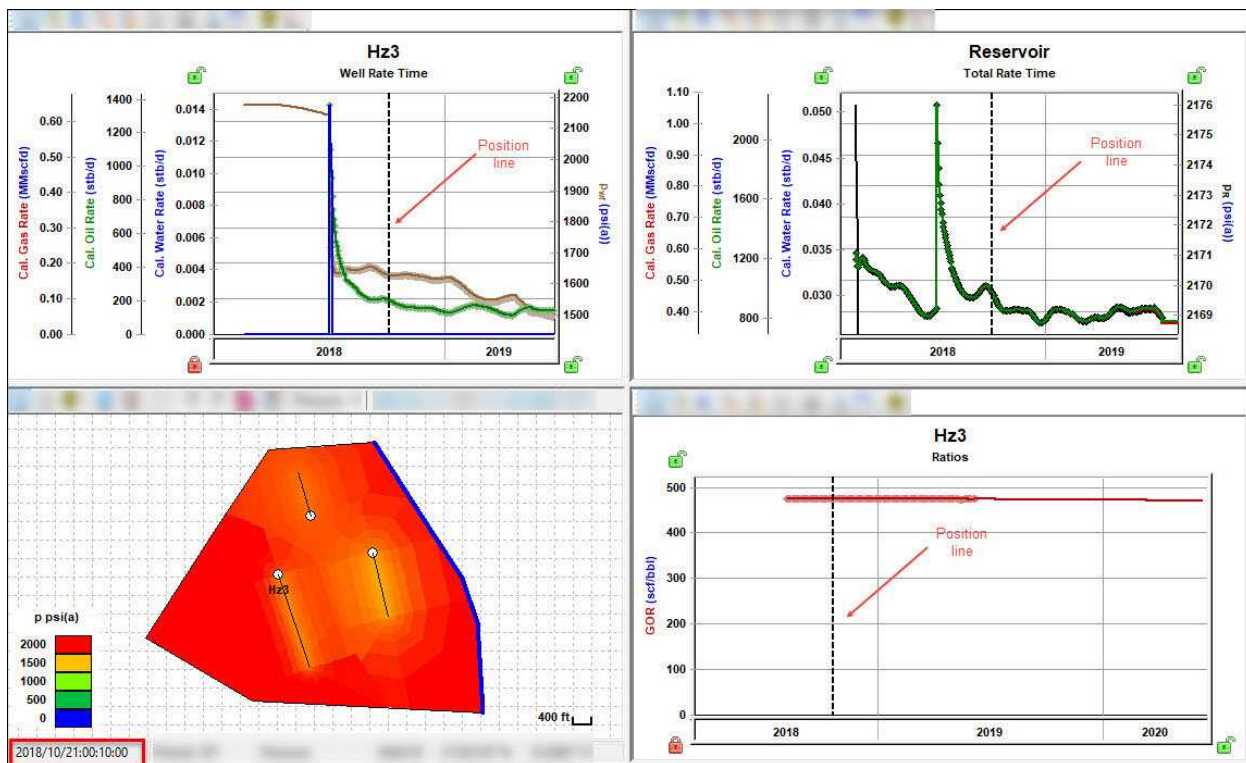 Hz3
Well Rate Time
Cal. Gas Rate (MMscfd)
0.60
0.50
0.40
0.30
0.20
0.10
0.00
Cal. Oil Rate (stb/d)
1400
1200
1000
800
600
400
200
0
Cal. Water Rate (stb/d)
0.014
0.012
0.010
0.008
0.006
0.004
0.002
0.000
Position
line
2200
2100
2000
1900
1800
1700
1600
1500
pwf (psi(a))
2018 2019
Reservoir
Total Rate Time
Cal. Gas Rate (MMscfd)
1.10
1.00
0.90
0.80
0.70
0.60
0.50
0.40
Cal. Oil Rate (stb/d)
2000
1600
1200
800
Cal. Water Rate (stb/d)
0.050
0.045
0.040
0.035
0.030
Position
line
2176
2175
2174
2173
2172
2171
2170
2169
pR (psi(a))
2018 2019
Hz3
p psi(a)
2000
1500
1000
500
0
400 ft
2018/10/21:00:10:00
Hz3
Ratios
GOR (scf/bbl)
500
400
300
200
100
0
Position
line
2018 2019 2020